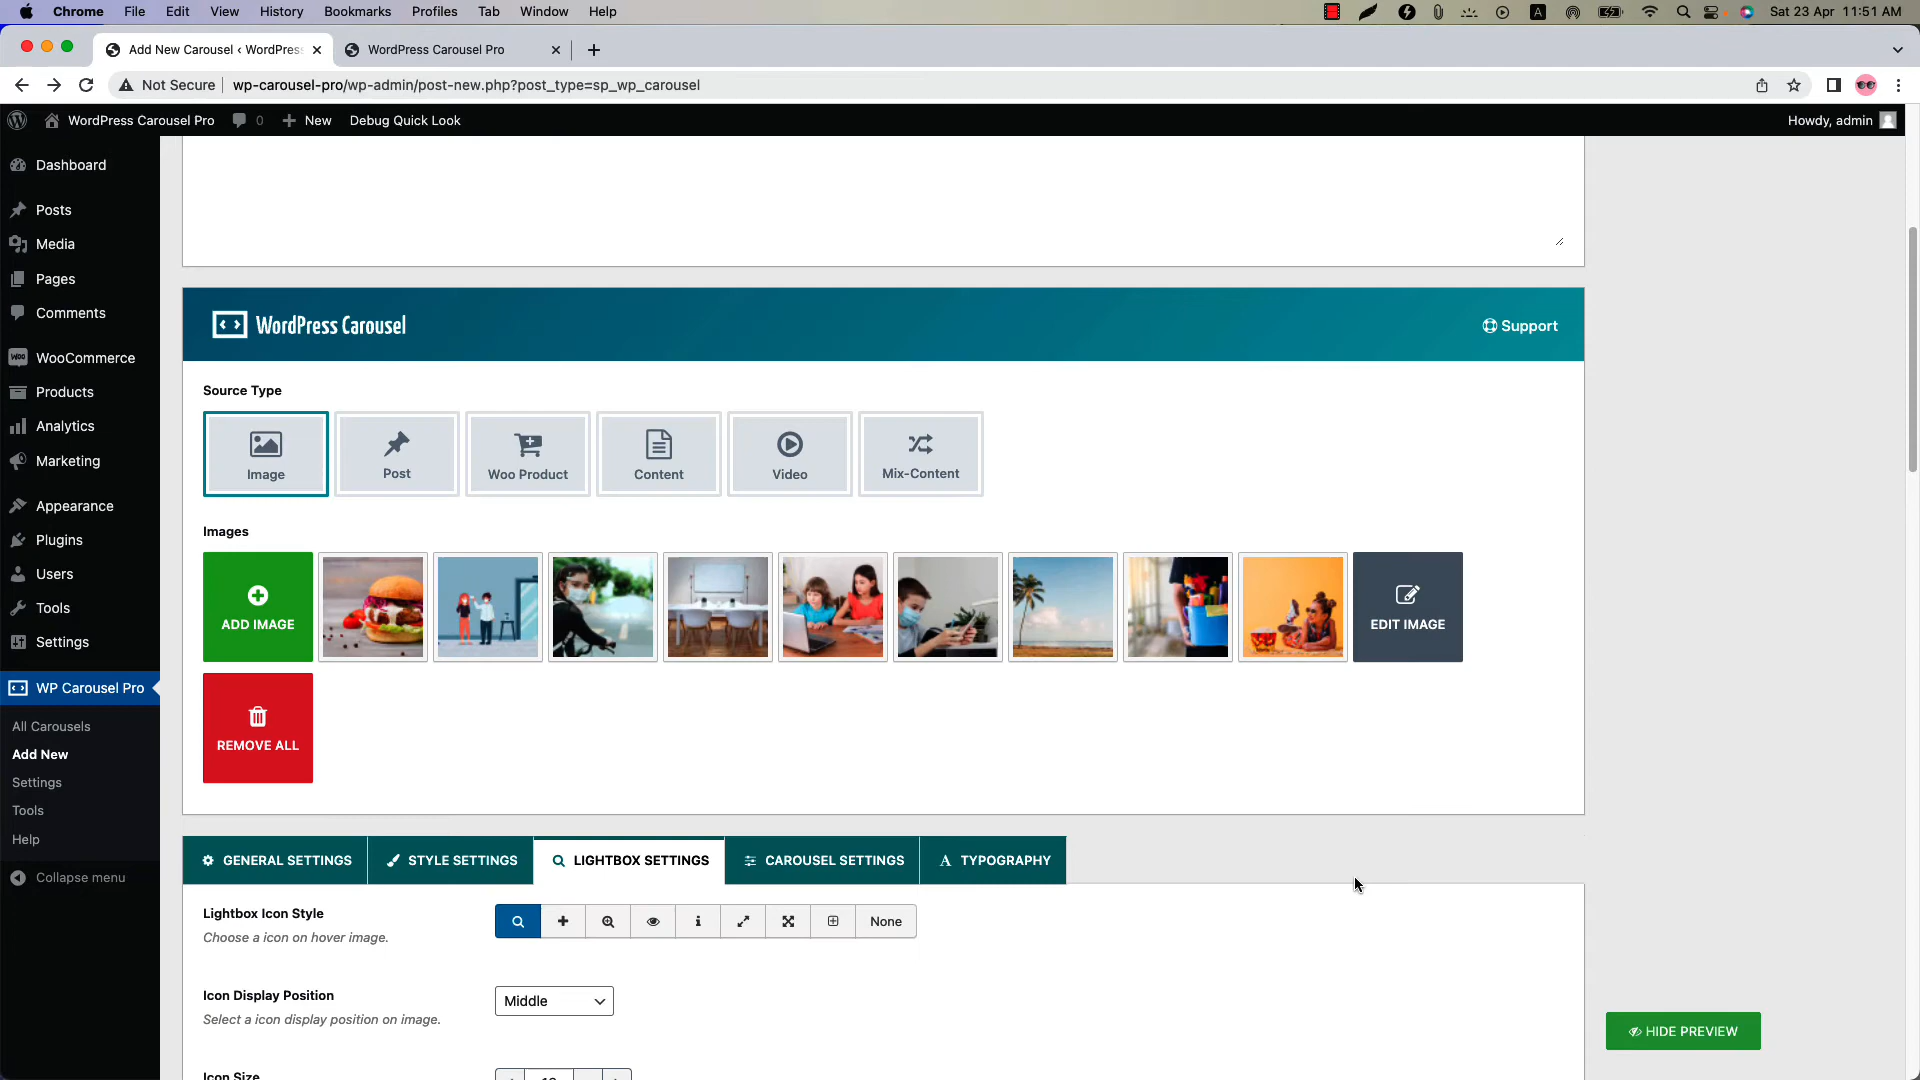 Chrome File Edit View History Bookmarks Profiles Tab Window Help Sat 23 Apr 11:51 AM
Add New Carousel ‹ WordPress WordPress Carousel Pro
Not Secure wp-carousel-pro/wp-admin/post-new.php?post_type=sp_wp_carousel
WordPress Carousel Pro 0 New Debug Quick Look Howdy, admin
Dashboard
Posts
Media
Pages
Comments
WooCommerce
Products
Analytics
Marketing
Appearance
Plugins
Users
Tools
Settings
WP Carousel Pro
All Carousels
Add New
Settings
Tools
Help
Collapse menu
WordPress Carousel Support
Source Type
Image Post Woo Product Content Video Mix-Content
Images
ADD IMAGE EDIT IMAGE
REMOVE ALL
GENERAL SETTINGS STYLE SETTINGS LIGHTBOX SETTINGS CAROUSEL SETTINGS TYPOGRAPHY
Lightbox Icon Style None
Choose a icon on hover image.
Icon Display Position Middle
Select a icon display position on image.
HIDE PREVIEW
Icon Size